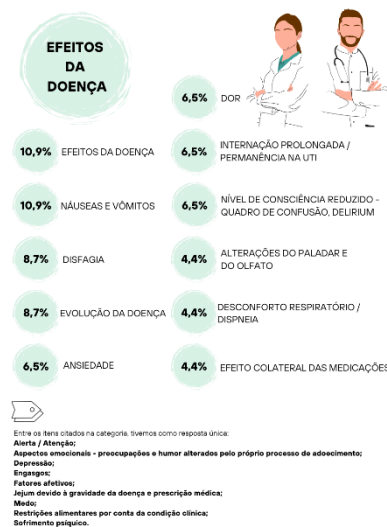 EFEITOS
DA
DOENÇA
6,5% DOR
10,9% EFEITOS DA DOENÇA
6,5% INTERNAÇÃO PROLONGADA /
PERMANÊNCIA NA UTI
10,9% NÁUSEAS E VÔMITOS
6,5% NÍVEL DE CONSCIÊNCIA REDUZIDO -
QUADRO DE CONFUSÃO, DELIRIUM
8,7% DISFAGIA
4,4% ALTERAÇÕES DO PALADAR E
DO OLFATO
8,7% EVOLUÇÃO DA DOENÇA
4,4% DESCONFORTO RESPIRATÓRIO /
DISPNEIA
6,5% ANSIEDADE
4,4% EFEITO COLATERAL DAS MEDICAÇÕES
Entre os itens citados na categoria, tivemos como resposta única:
Alerta / Atenção;
Aspectos emocionais - preocupações e humor alterados pelo próprio processo de adoecimento;
Depressão;
Engasgos;
Fatores afetivos;
Jejum devido à gravidade da doença e prescrição médica;
Medo;
Restrições alimentares por conta da condição clínica;
Sofrimento psíquico.